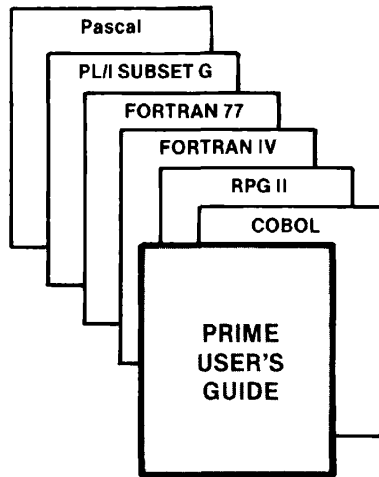 Pascal
PL/I SUBSET G
FORTRAN 77
FORTRAN IV
RPG II
COBOL
PRIME
USER'S
GUIDE